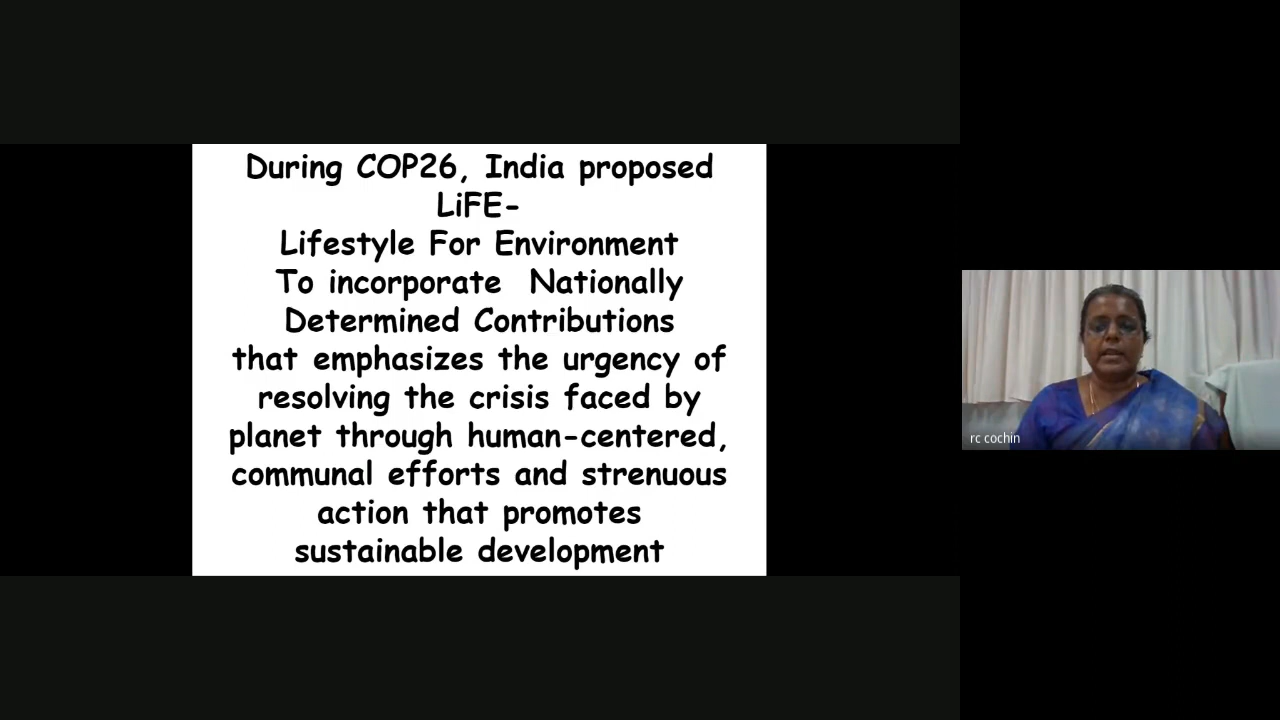 During COP26, India proposed
LiFE-
Lifestyle For Environment
To incorporate  Nationally
Determined Contributions
that emphasizes the urgency of
resolving the crisis faced by
planet through human-centered,
communal efforts and strenuous
action that promotes
sustainable development
rc cochin